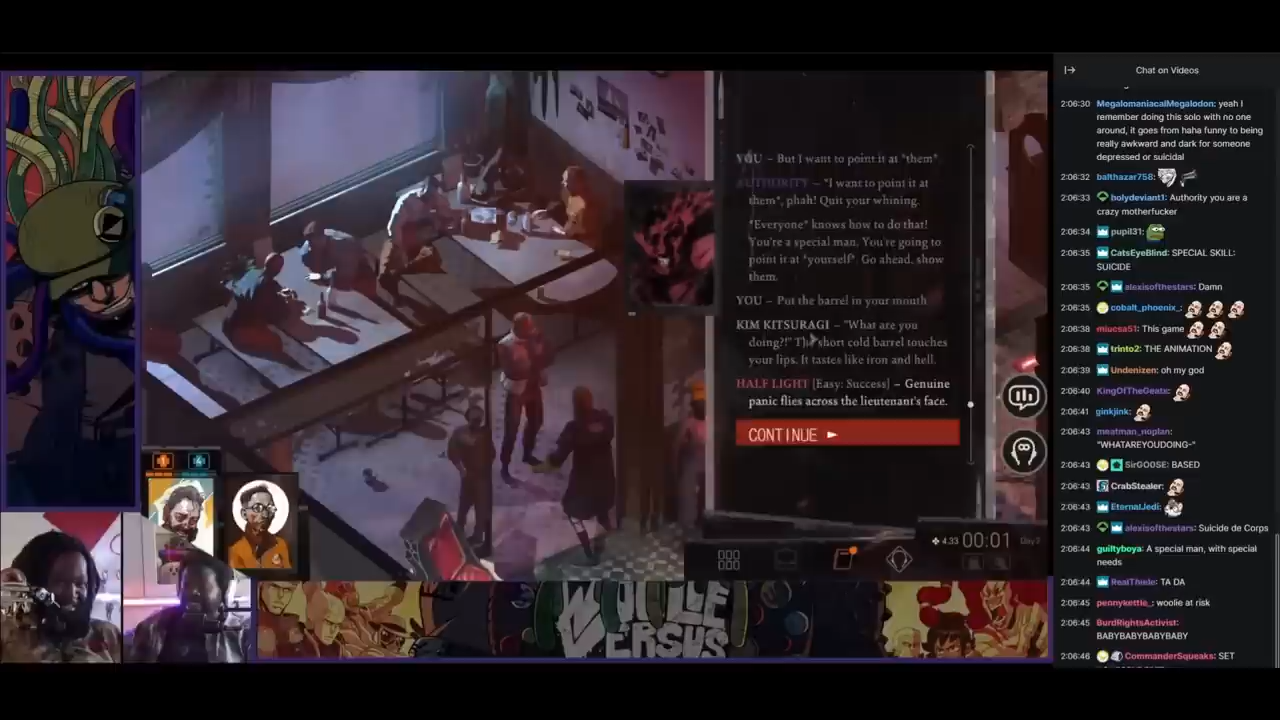 YOU – But I want to point it at *them*.
AUTHORITY – "I want to point it at
them*, phah! Quit your whining.
*Everyone* knows how to do that!
You're a special man. You're going to
point it at *yourself*. Go ahead, show
them.
YOU – Put the barrel in your mouth
KIM KITSURAGI – "What are you
doing?!" The short cold barrel touches
your lips. It tastes like iron and hell.
HALF LIGHT [Easy: Success] – Genuine
panic flies across the lieutenant's face.
CONTINUE
4.33 00:01
1
4
WOOLIE
VERSUS
Chat on Videos
2:06:30 MegalomaniacalMegalodon: yeah I
remember doing this solo with no one
around, it goes from haha funny to being
really awkward and dark for someone
depressed or suicidal
2:06:32 balthazar758:
2:06:33 holydeviant1: Authority you are a
crazy motherfucker
2:06:34 pupil31:
2:06:35 CatsEyeBlind: SPECIAL SKILL:
SUICIDE
2:06:35 alexisofthestars: Damn
2:06:35 cobalt_phoenix_:
2:06:38 miucsa51: This game
2:06:38 trinto2: THE ANIMATION
2:06:39 Undenizen: oh my god
2:06:40 KingOfTheGeatx:
2:06:41 ginkjink:
2:06:43 meatman_noplan:
"WHATAREYOUDOING-"
2:06:43 SirG00SE: BASED
2:06:43 CrabStealer:
2:06:43 EternalJedi:
2:06:43 alexisofthestars: Suicide de Corps
2:06:44 guiltyboya: A special man, with special
needs
2:06:44 RealThiele: TA DA
2:06:45 pennykettle_: woolie at risk
2:06:45 BurdRightsActivist:
BABYBABYBABYBABY
2:06:46 CommanderSqueaks: SET